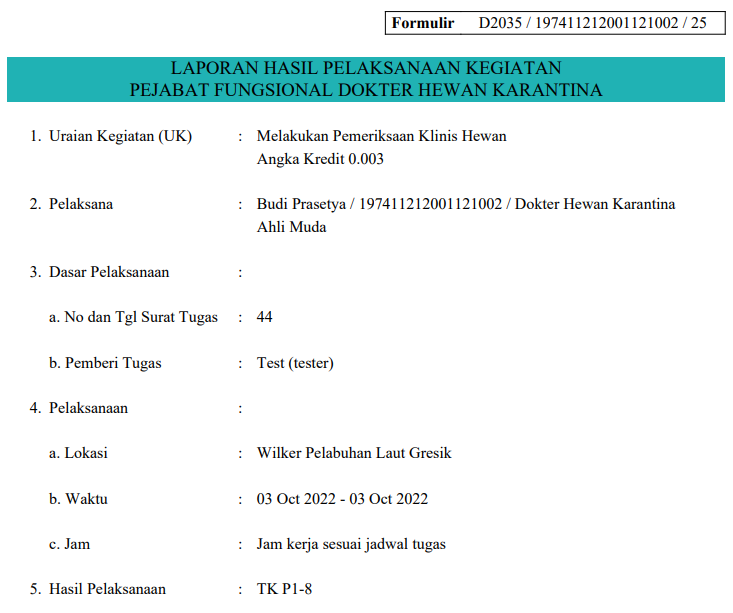 Formulir D2035 / 197411212001121002 / 25
LAPORAN HASIL PELAKSANAAN KEGIATAN
PEJABAT FUNGSIONAL DOKTER HEWAN KARANTINA
1. Uraian Kegiatan (UK) : Melakukan Pemeriksaan Klinis Hewan
Angka Kredit 0.003
2. Pelaksana : Budi Prasetya / 197411212001121002 / Dokter Hewan Karantina
Ahli Muda
3. Dasar Pelaksanaan :
a. No dan Tgl Surat Tugas : 44
b. Pemberi Tugas : Test (tester)
4. Pelaksanaan :
a. Lokasi : Wilker Pelabuhan Laut Gresik
b. Waktu : 03 Oct 2022 - 03 Oct 2022
c. Jam : Jam kerja sesuai jadwal tugas
5. Hasil Pelaksanaan : TK P1-8